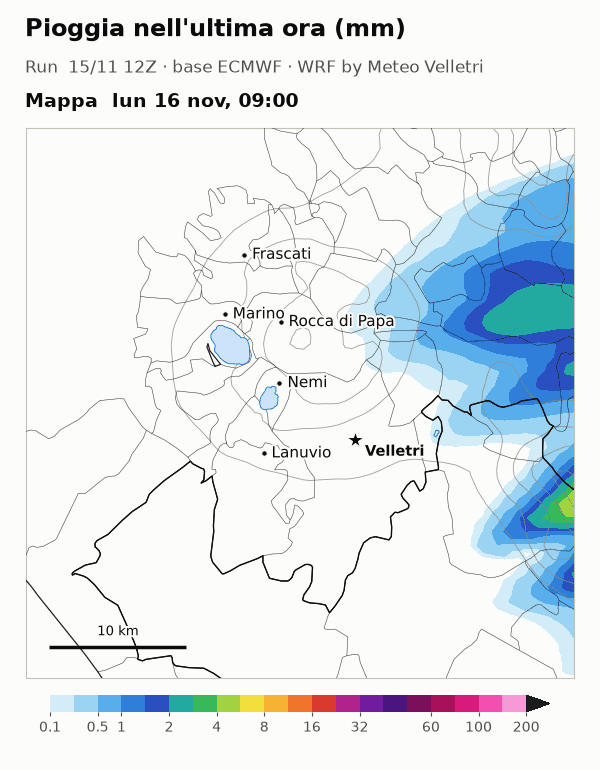 Pioggia nell'ultima ora (mm)
Run  15/11 12Z · base ECMWF · WRF by Meteo Velletri
Mappa  lun 16 nov, 09:00
Frascati
Marino
Rocca di Papa
Nemi
Velletri
Lanuvio
10 km
0.1 0.5 1 2 4 8 16 32 60 100 200